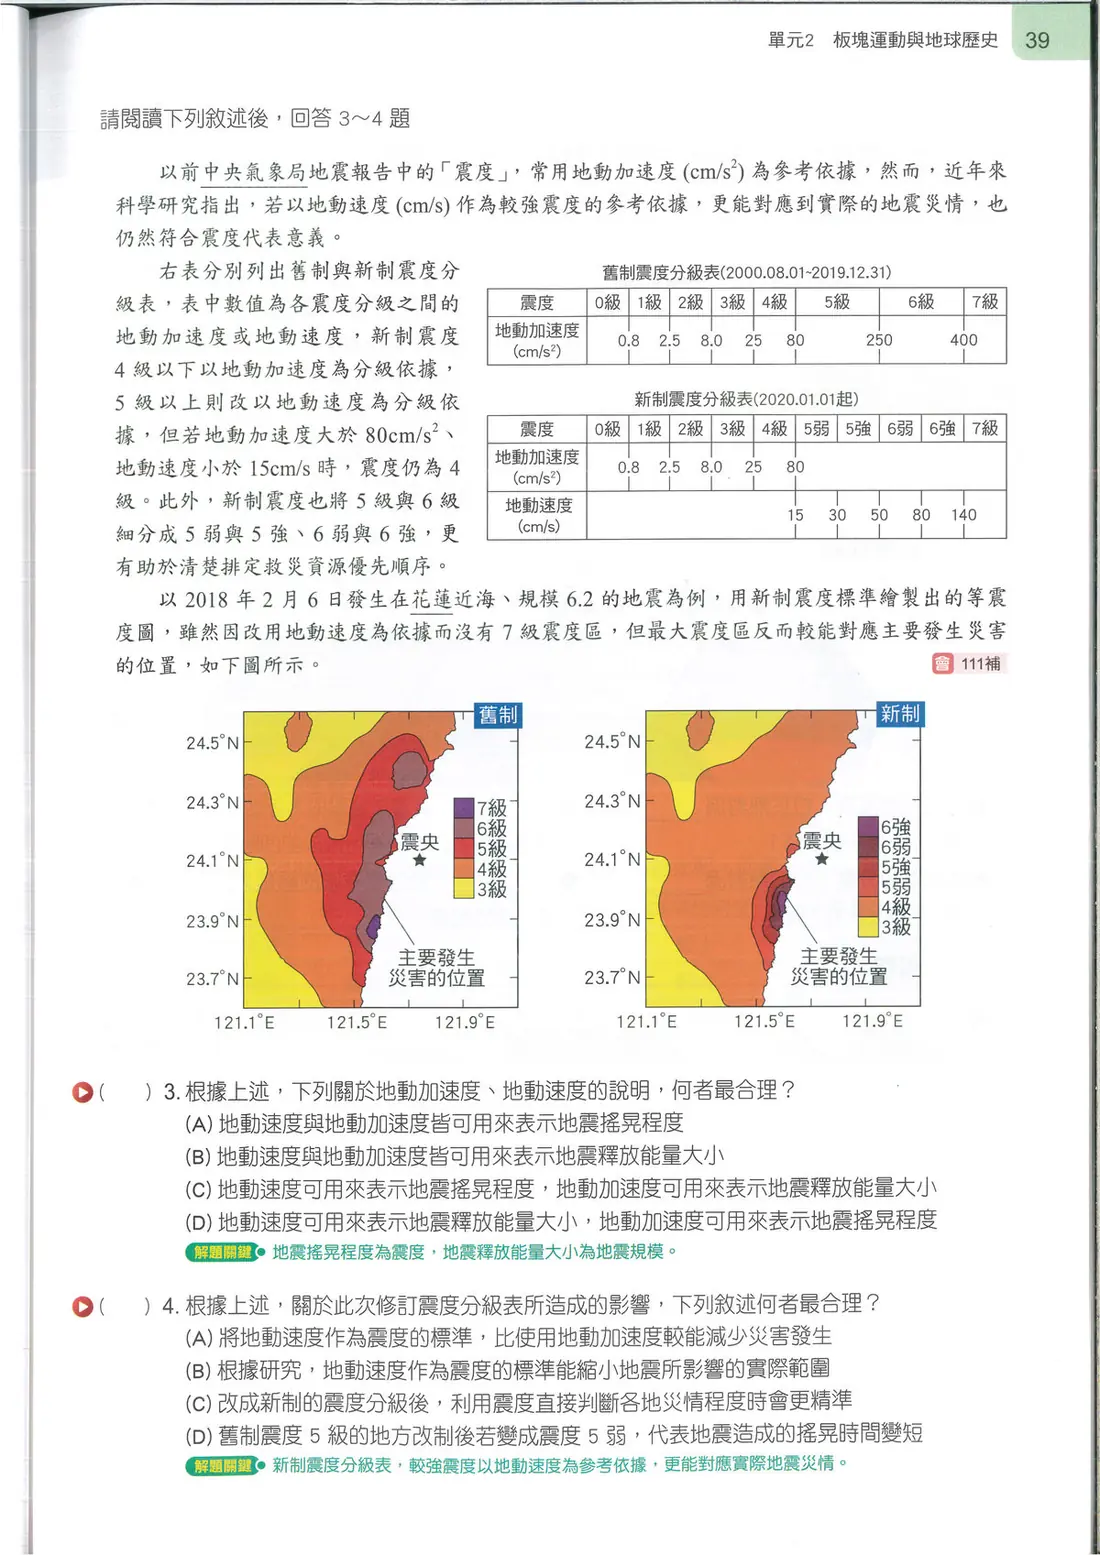 單元2 板塊運動與地球歷史 39
請閱讀下列敘述後，回答 3～4 題
以前中央氣象局地震報告中的「震度」，常用地動加速度 (cm/s²) 為參考依據，然而，近年來
科學研究指出，若以地動速度 (cm/s) 作為較強震度的參考依據，更能對應到實際的地震災情，也
仍然符合震度代表意義。
右表分別列出舊制與新制震度分
級表，表中數值為各震度分級之間的
地動加速度或地動速度，新制震度
4 級以下以地動加速度為分級依據，
5 級以上則改以地動速度為分級依
據，但若地動加速度大於 80cm/s²、
地動速度小於 15cm/s 時，震度仍為 4
級。此外，新制震度也將 5 級與 6 級
細分成 5 弱與 5 強、6 弱與 6 強，更
有助於清楚排定救災資源優先順序。
舊制震度分級表(2000.08.01~2019.12.31)
震度 0級 1級 2級 3級 4級 5級 6級 7級
地動加速度
(cm/s²)
0.8 2.5 8.0 25 80 250 400
新制震度分級表(2020.01.01起)
震度 0級 1級 2級 3級 4級 5弱 5強 6弱 6強 7級
地動加速度
(cm/s²)
0.8 2.5 8.0 25 80
地動速度
(cm/s)
15 30 50 80 140
以 2018 年 2 月 6 日發生在花蓮近海、規模 6.2 的地震為例，用新制震度標準繪製出的等震
度圖，雖然因改用地動速度為依據而沒有 7 級震度區，但最大震度區反而較能對應主要發生災害
的位置，如下圖所示。
會 111補
舊制
24.5°N
24.3°N
24.1°N
23.9°N
23.7°N
121.1°E 121.5°E 121.9°E
震央
7級
6級
5級
4級
3級
主要發生
災害的位置
新制
24.5°N
24.3°N
24.1°N
23.9°N
23.7°N
121.1°E 121.5°E 121.9°E
震央
6強
6弱
5強
5弱
4級
3級
主要發生
災害的位置
( ) 3. 根據上述，下列關於地動加速度、地動速度的說明，何者最合理？
(A) 地動速度與地動加速度皆可用來表示地震搖晃程度
(B) 地動速度與地動加速度皆可用來表示地震釋放能量大小
(C) 地動速度可用來表示地震搖晃程度，地動加速度可用來表示地震釋放能量大小
(D) 地動速度可用來表示地震釋放能量大小，地動加速度可用來表示地震搖晃程度
解題關鍵 地震搖晃程度為震度，地震釋放能量大小為地震規模。
( ) 4. 根據上述，關於此次修訂震度分級表所造成的影響，下列敘述何者最合理？
(A) 將地動速度作為震度的標準，比使用地動加速度較能減少災害發生
(B) 根據研究，地動速度作為震度的標準能縮小地震所影響的實際範圍
(C) 改成新制的震度分級後，利用震度直接判斷各地災情程度時會更精準
(D) 舊制震度 5 級的地方改制後若變成震度 5 弱，代表地震造成的搖晃時間變短
解題關鍵 新制震度分級表，較強震度以地動速度為參考依據，更能對應實際地震災情。